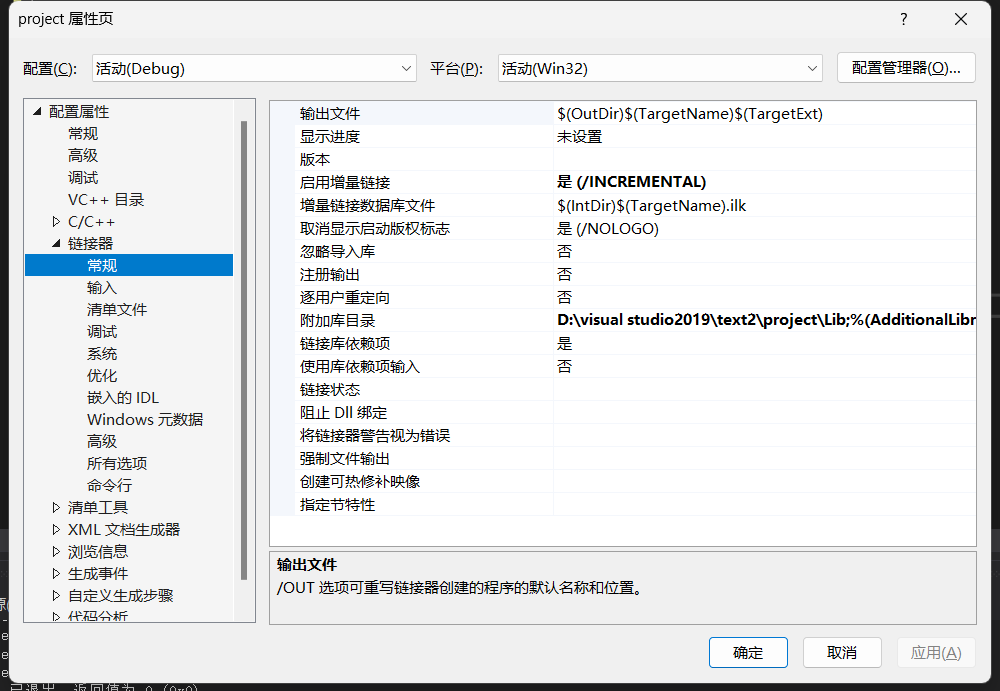 project 属性页
?
配置(C):
活动(Debug)
平台(P):
活动(Win32)
配置管理器(O)...
配置属性
常规
高级
调试
VC++ 目录
C/C++
链接器
常规
输入
清单文件
调试
系统
优化
嵌入的 IDL
Windows 元数据
高级
所有选项
命令行
清单工具
XML 文档生成器
浏览信息
生成事件
自定义生成步骤
代码分析
输出文件 $(OutDir)$(TargetName)$(TargetExt)
显示进度 未设置
版本
启用增量链接 是 (/INCREMENTAL)
增量链接数据库文件 $(IntDir)$(TargetName).ilk
取消显示启动版权标志 是 (/NOLOGO)
忽略导入库 否
注册输出 否
逐用户重定向 否
附加库目录 D:\visual studio2019\text2\project\Lib;%(AdditionalLibr
链接库依赖项 是
使用库依赖项输入 否
链接状态
阻止 Dll 绑定
将链接器警告视为错误
强制文件输出
创建可热修补映像
指定节特性
输出文件
/OUT 选项可重写链接器创建的程序的默认名称和位置。
确定
取消
应用(A)